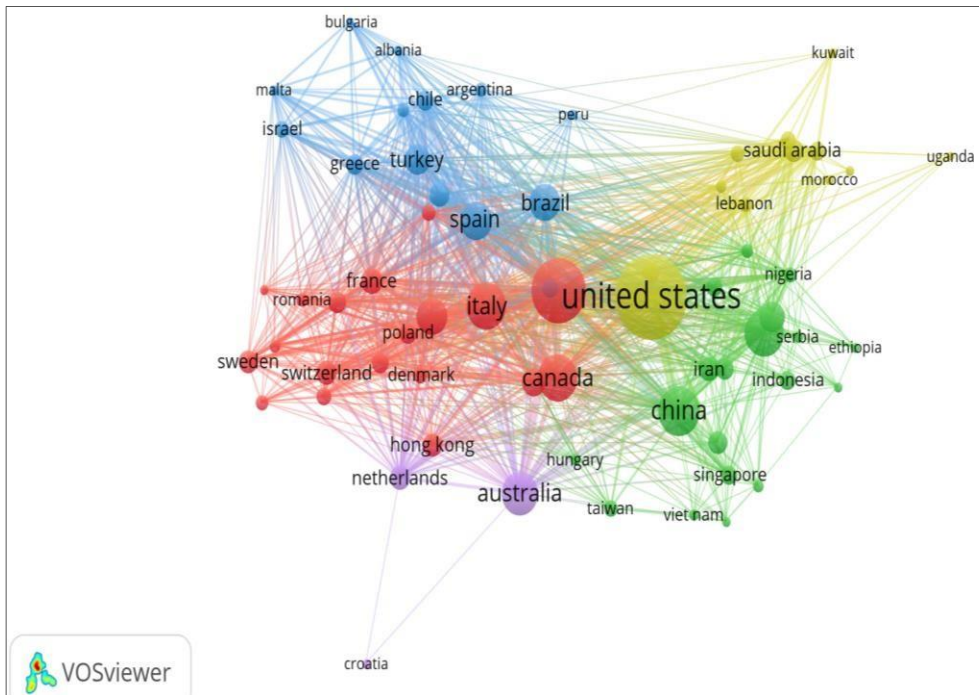 bulgaria
albania
kuwait
malta
chile
argentina
peru
israel
saudi arabia
uganda
greece
turkey
morocco
lebanon
brazil
spain
nigeria
france
united states
romania
italy
poland
serbia
ethiopia
sweden
switzerland
denmark
canada
iran
indonesia
china
hong kong
hungary
netherlands
singapore
australia
taiwan
viet nam
croatia
VOSviewer